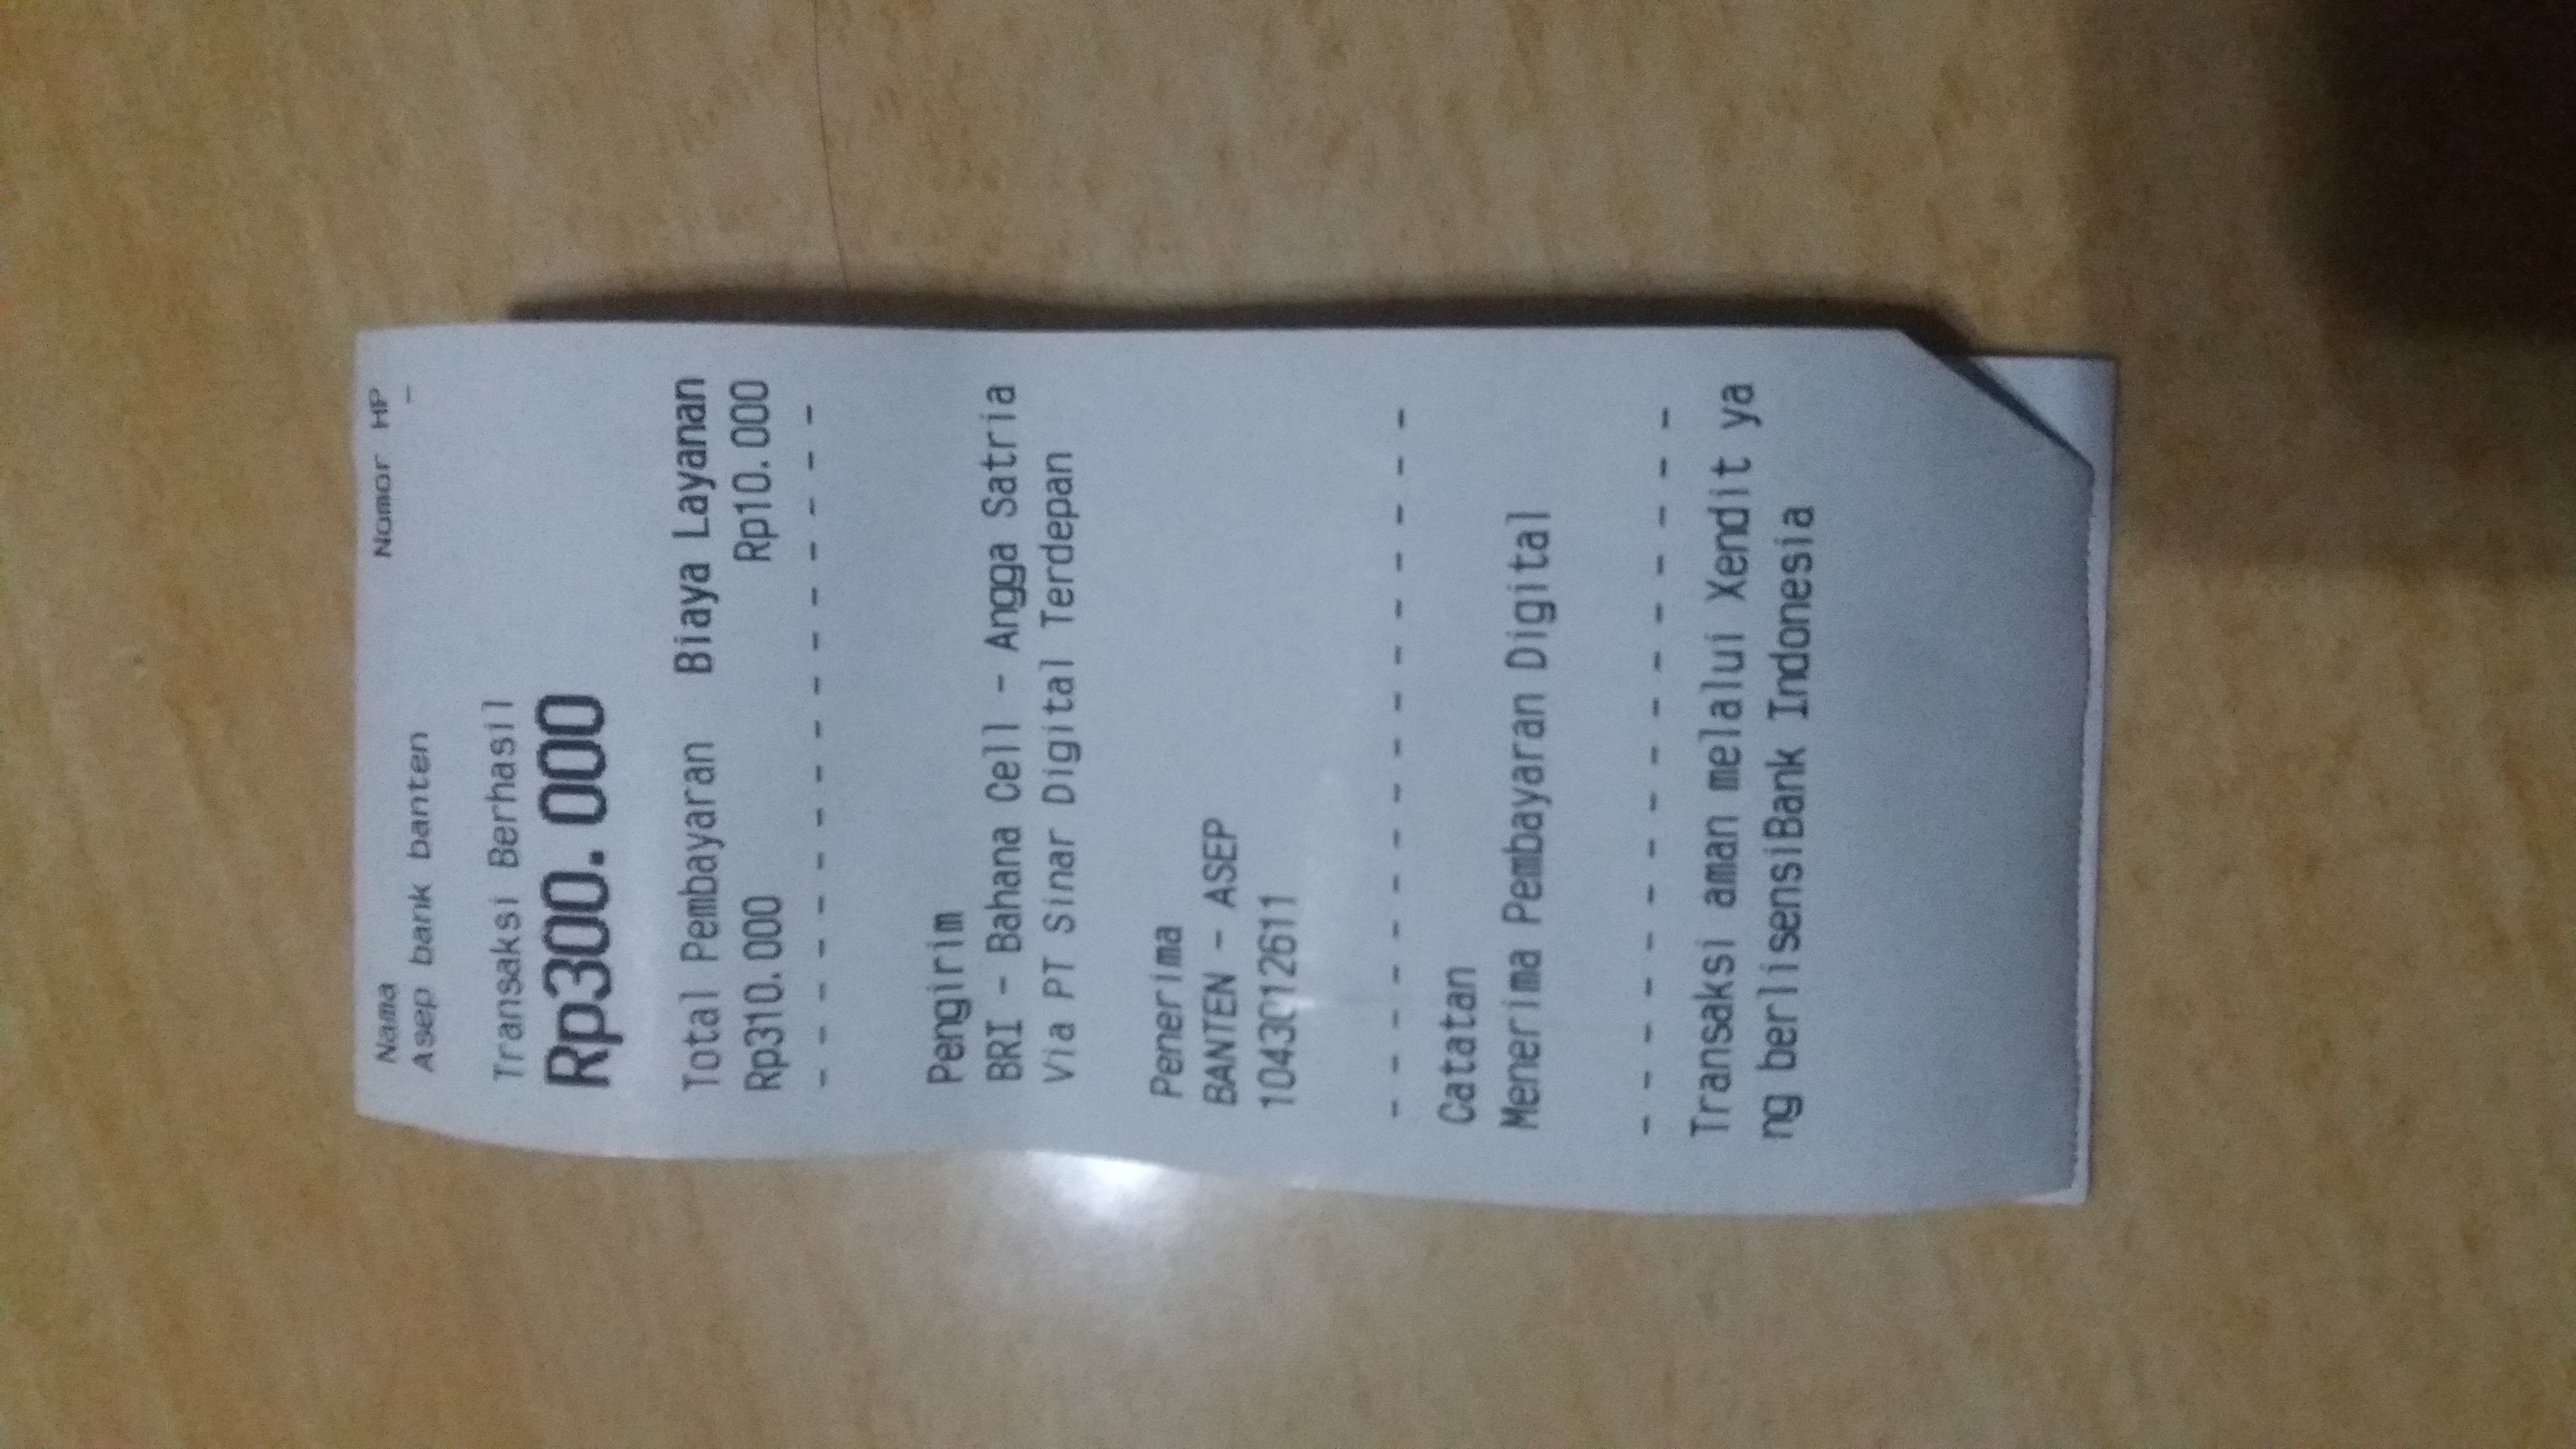 Nama Nomor HP
Asep bank banten -
Transaksi Berhasil
Rp300.000
Total Pembayaran Biaya Layanan
Rp310.000 Rp10.000
Pengirim
BRI - Bahana Cell - Angga Satria
Via PT Sinar Digital Terdepan
Penerima
BANTEN - ASEP
1043012611
Catatan
Menerima Pembayaran Digital
Transaksi aman melalui Xendit ya
ng berlisensiBank Indonesia